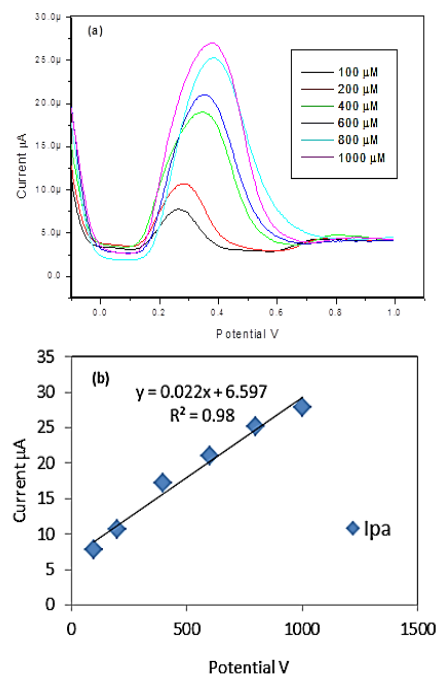 (a)
30.0µ
25.0µ
20.0µ
15.0µ
10.0µ
5.0µ
0.0
Current µA
100 µM
200 µM
400 µM
600 µM
800 µM
1000 µM
0.0 0.2 0.4 0.6 0.8 1.0
Potential V
(b)
y = 0.022x + 6.597
R² = 0.98
35
30
25
20
15
10
5
0
Current µA
Ipa
0 500 1000 1500
Potential V